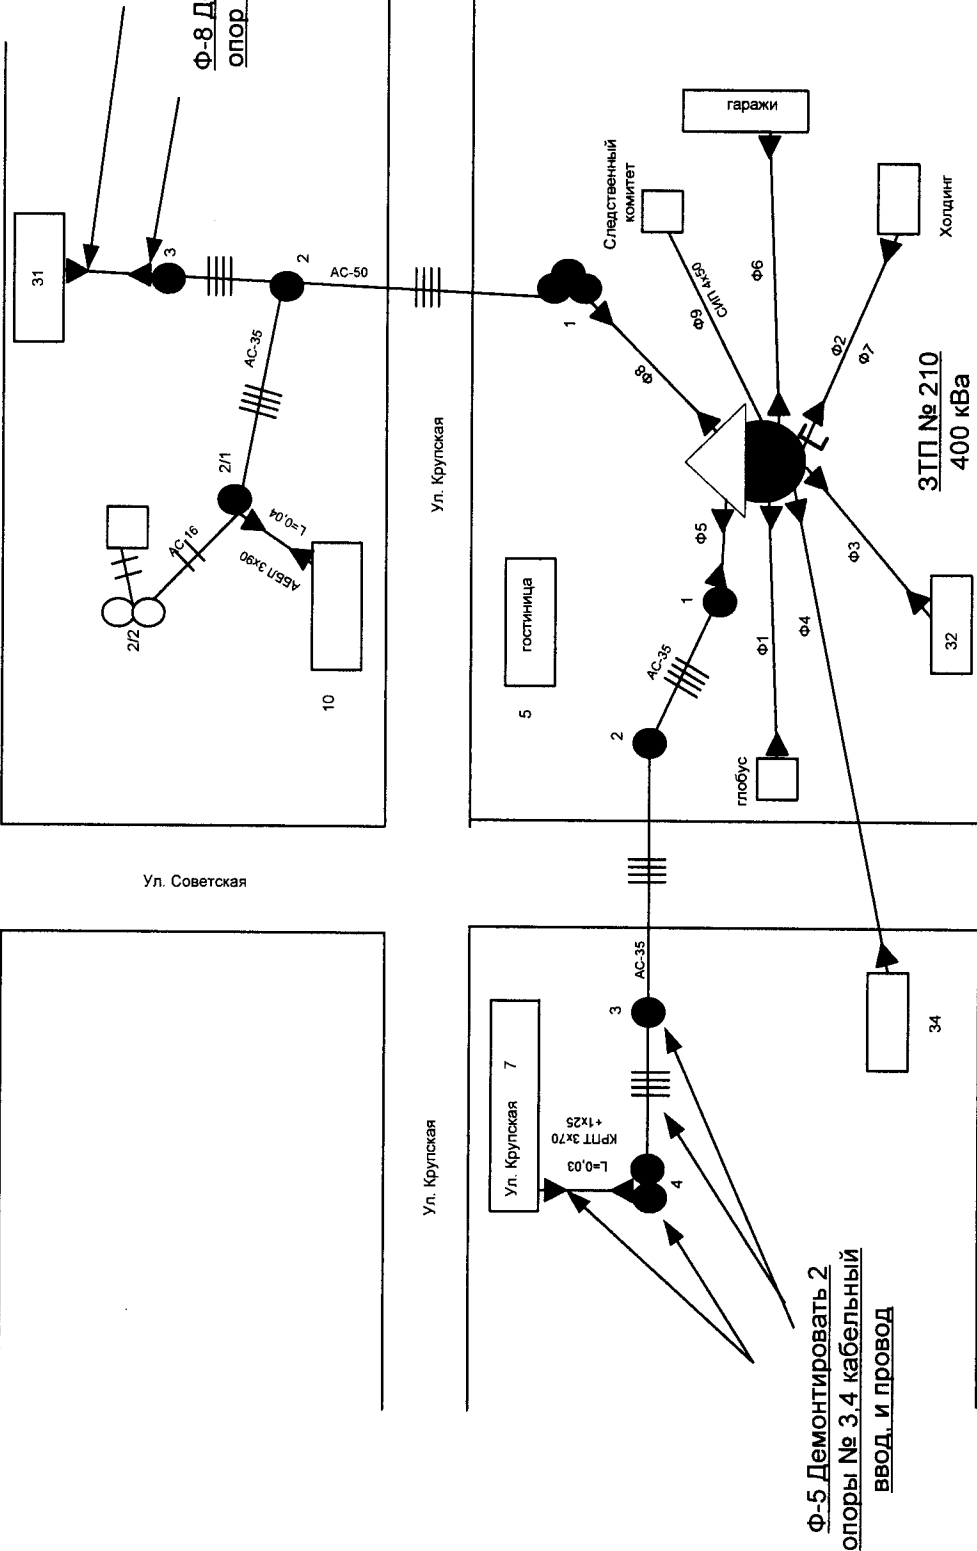 Ф-8 Д
опор
31
3
2
АС-50
АС-35
2/1
АС-16
2/2
L=0,04
АББЛ 3х90
10
Ул. Крупская
Ул. Советская
Ул. Крупская
Следственный
комитет
гаражи
Холдинг
1
Ф8
Ф9
СИП 4х50
Ф6
Ф2
Ф7
ЗТП № 210
400 кВа
гостиница
5
Ф5
1
АС-35
2
Ф1
глобус
Ф4
Ф3
32
34
АС-35
3
Ул. Крупская 7
КРПТ 3х70
+1х25
L=0,03
4
Ф-5 Демонтировать 2
опоры № 3,4 кабельный
ввод, и провод